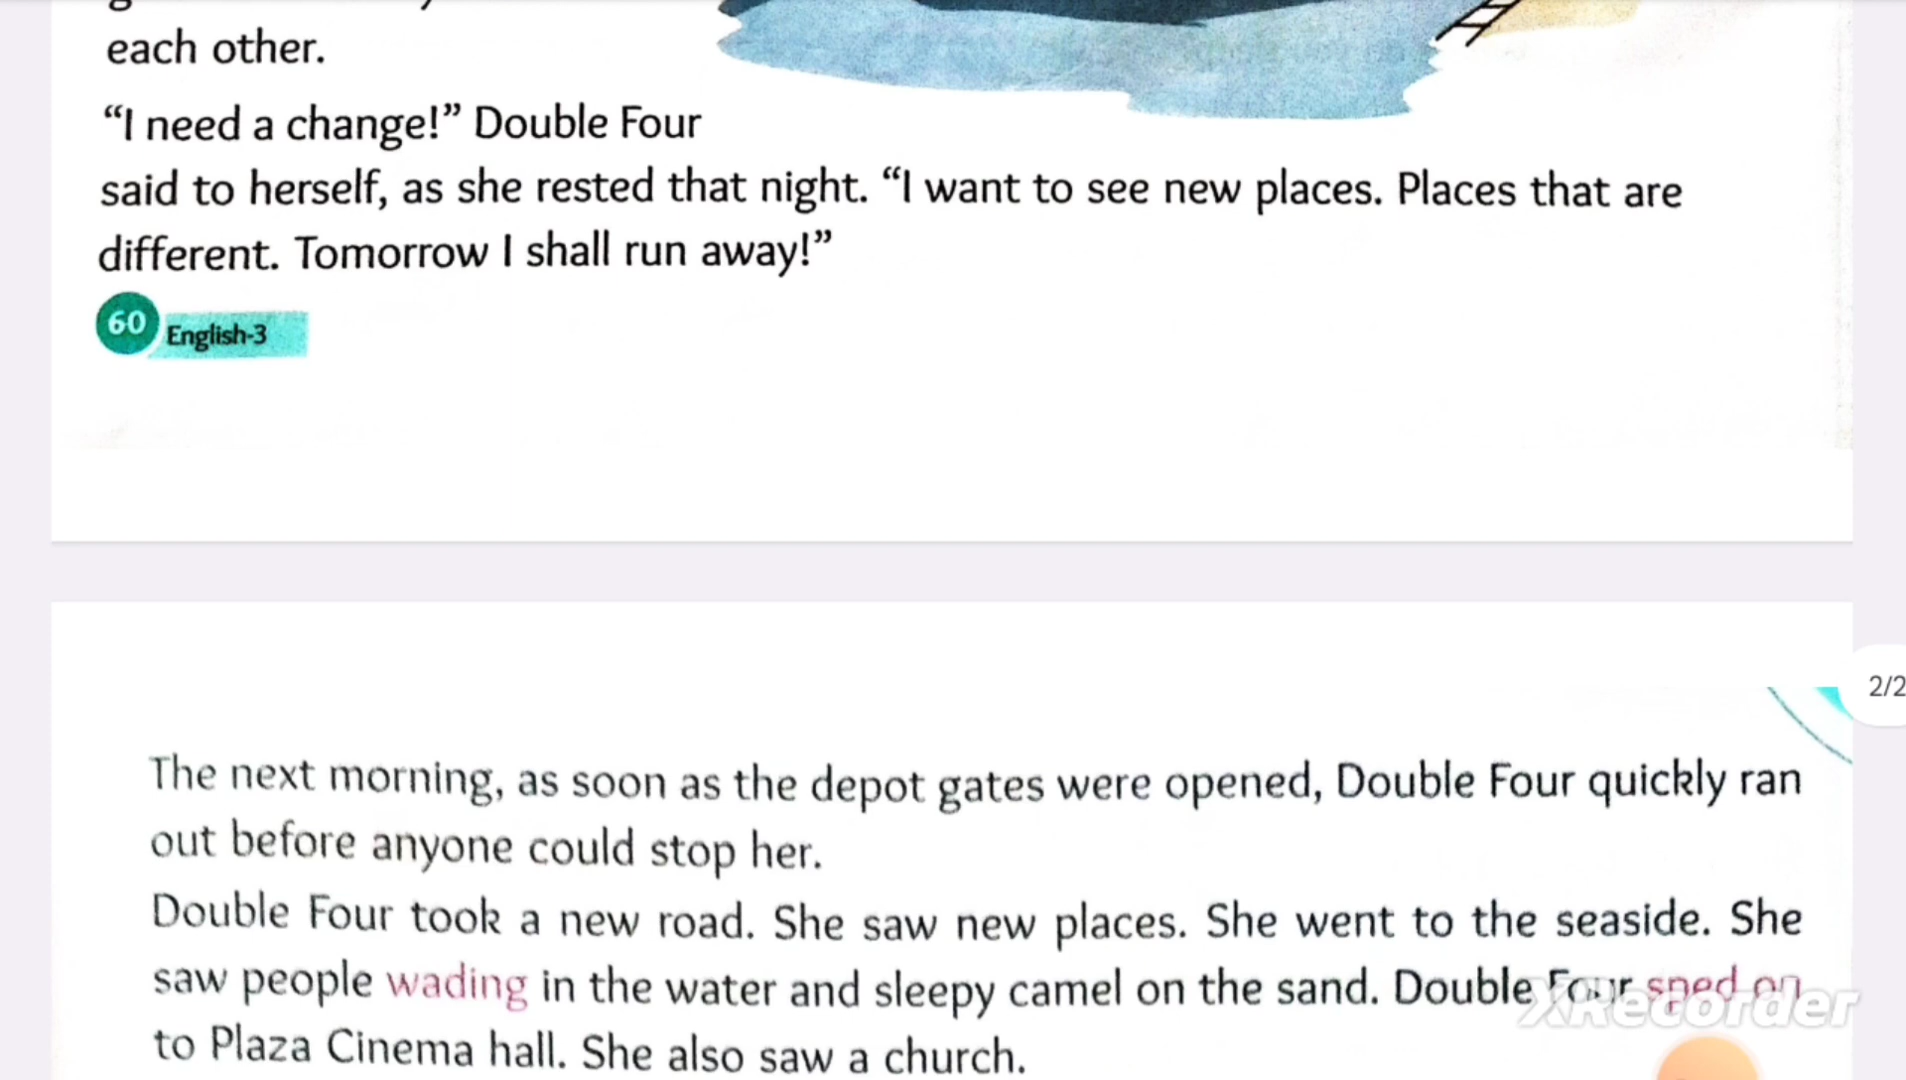 each other.
“I need a change!” Double Four
said to herself, as she rested that night. “I want to see new places. Places that are
different. Tomorrow I shall run away!”
60 English-3
2/2
The next morning, as soon as the depot gates were opened, Double Four quickly ran
out before anyone could stop her.
Double Four took a new road. She saw new places. She went to the seaside. She
saw people wading in the water and sleepy camel on the sand. Double Four sped on
XRecorder
to Plaza Cinema hall. She also saw a church.